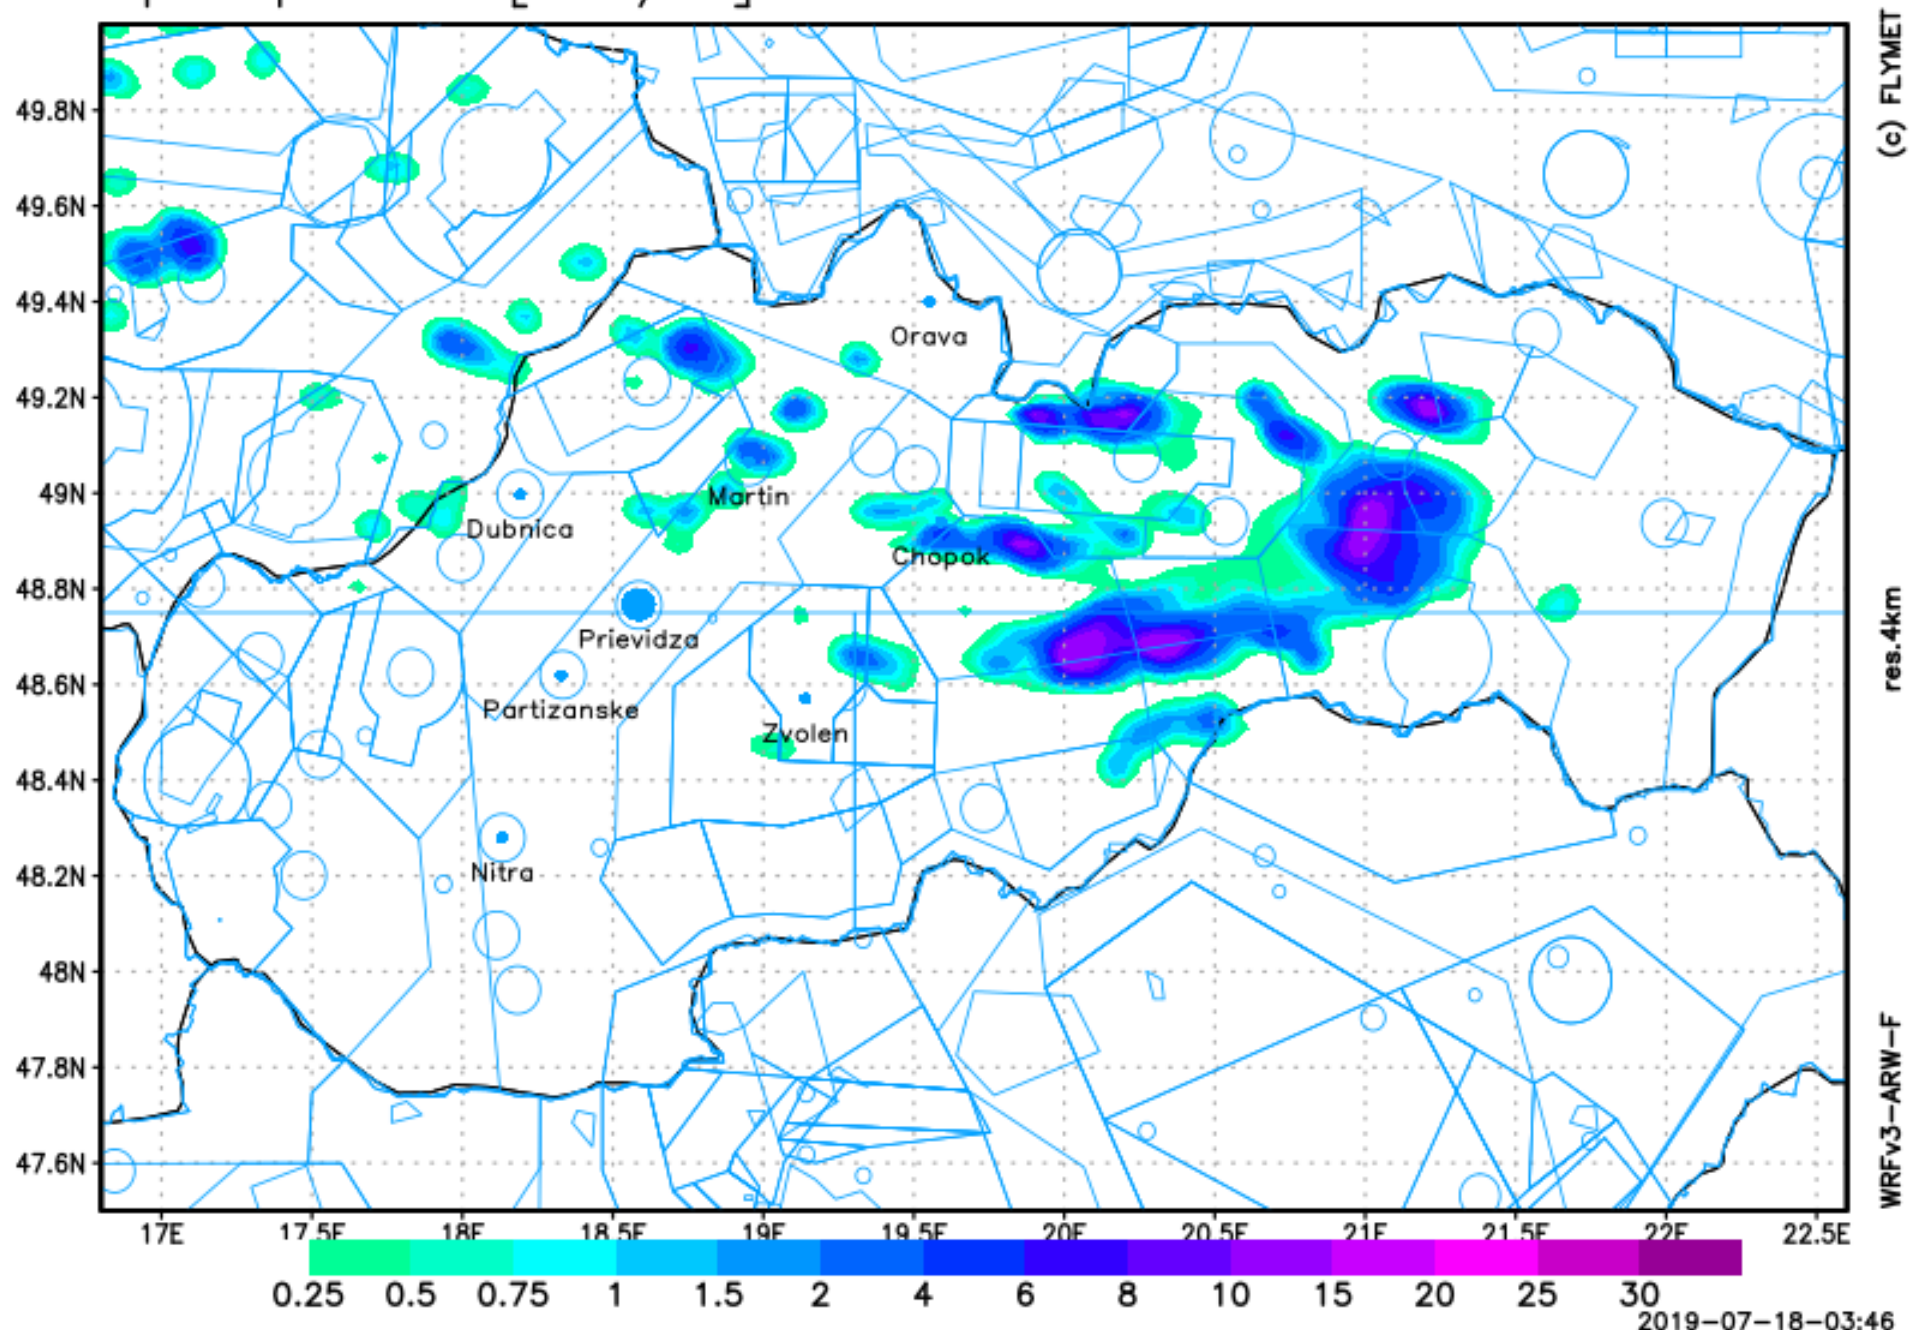 (c) FLYMET
49.8N
49.6N
49.4N
Orava
49.2N
49N
Martin
Dubnica
Chopok
48.8N
res.4km
Prievidza
48.6N
Partizanske
Zvolen
48.4N
Nitra
48.2N
48N
47.8N
WRFv3-ARW-F
47.6N
17E 17.5E 18E 18.5E 19E 19.5E 20E 20.5E 21E 21.5E 22E 22.5E
0.25 0.5 0.75 1 1.5 2 4 6 8 10 15 20 25 30
2019-07-18-03:46